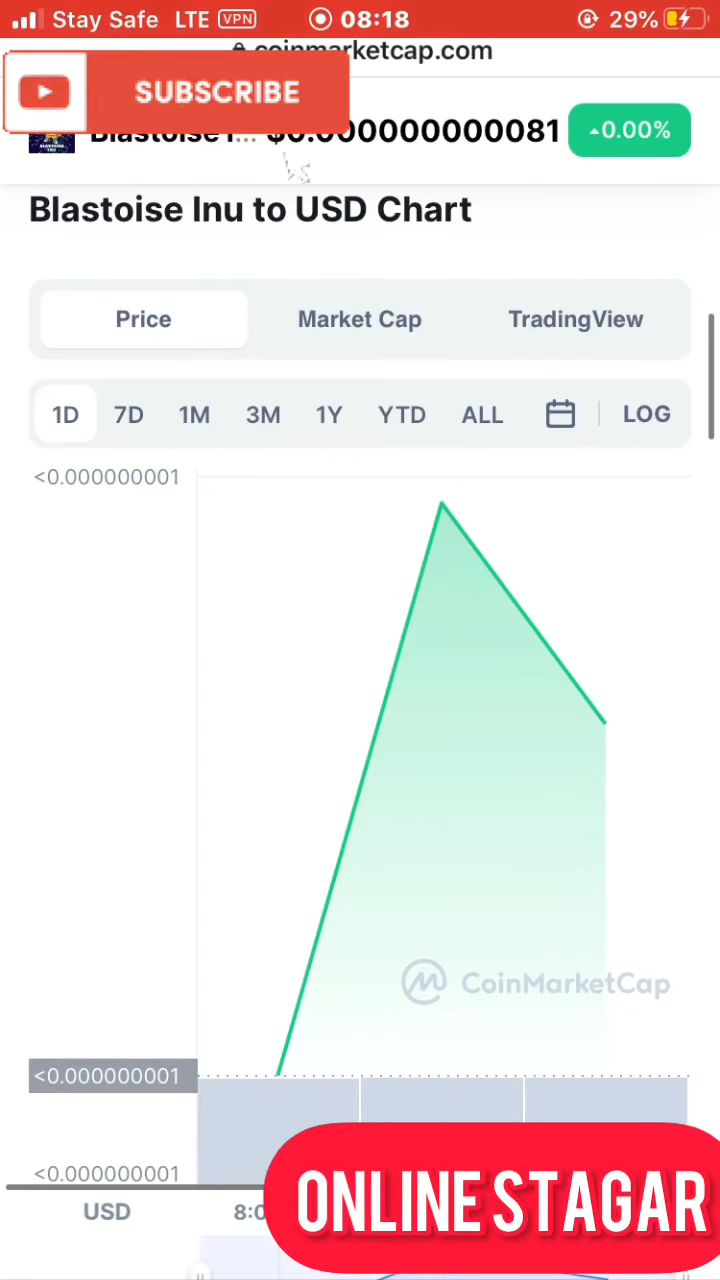 Stay Safe LTE VPN 08:18 29%
coinmarketcap.com
SUBSCRIBE
Blastoise I... $0.000000000081 0.00%
Blastoise Inu to USD Chart
Price Market Cap TradingView
1D 7D 1M 3M 1Y YTD ALL LOG
<0.000000001
CoinMarketCap
<0.000000001
<0.000000001
USD
ONLINE STAGAR